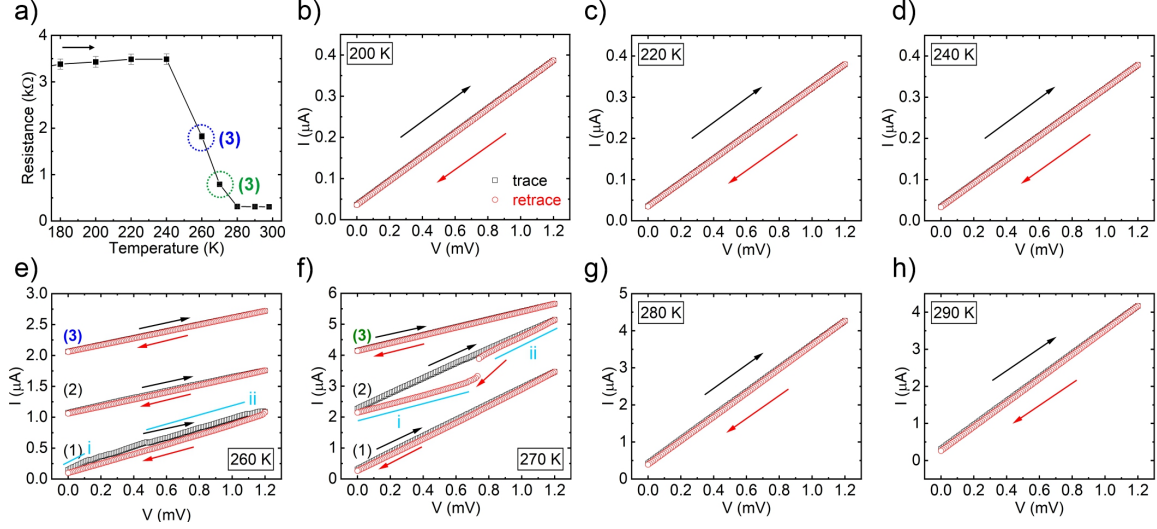 a)
4
3
2
1
0
Resistance (kΩ)
(3)
(3)
180 200 220 240 260 280 300
Temperature (K)
b)
200 K
0.4
0.3
0.2
0.1
0.0
I (μA)
trace
retrace
0.0 0.2 0.4 0.6 0.8 1.0 1.2
V (mV)
c)
220 K
0.4
0.3
0.2
0.1
0.0
I (μA)
0.0 0.2 0.4 0.6 0.8 1.0 1.2
V (mV)
d)
240 K
0.4
0.3
0.2
0.1
0.0
I (μA)
0.0 0.2 0.4 0.6 0.8 1.0 1.2
V (mV)
e)
3.0
2.5
2.0
1.5
1.0
0.5
0.0
I (μA)
(3)
(2)
ii
(1)
i
260 K
0.0 0.2 0.4 0.6 0.8 1.0 1.2
V (mV)
f)
6
5
4
3
2
1
0
I (μA)
(3)
ii
(2)
i
(1)
270 K
0.0 0.2 0.4 0.6 0.8 1.0 1.2
V (mV)
g)
280 K
5
4
3
2
1
0
I (μA)
0.0 0.2 0.4 0.6 0.8 1.0 1.2
V (mV)
h)
290 K
4
3
2
1
0
I (μA)
0.0 0.2 0.4 0.6 0.8 1.0 1.2
V (mV)